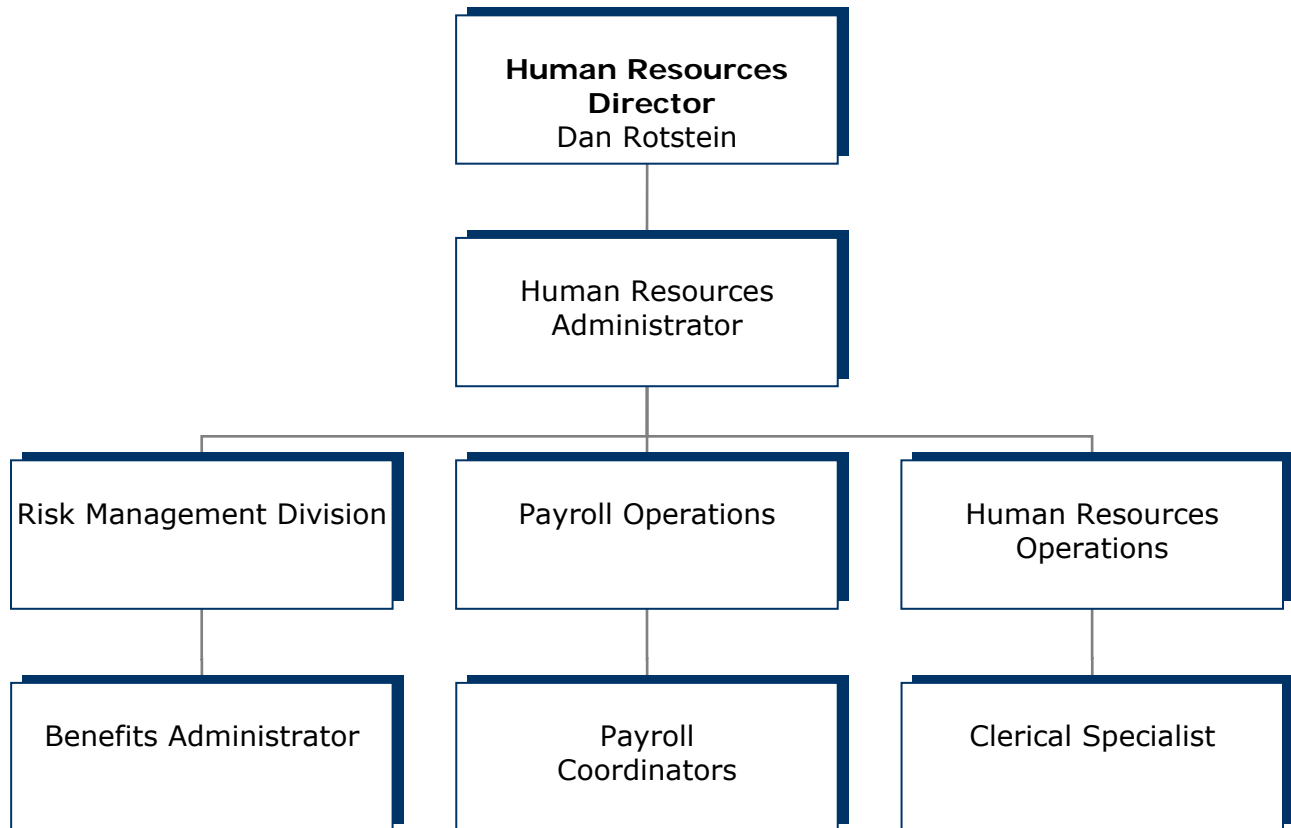 Human Resources
Director
Dan Rotstein
Human Resources
Administrator
Risk Management Division
Payroll Operations
Human Resources
Operations
Benefits Administrator
Payroll
Coordinators
Clerical Specialist